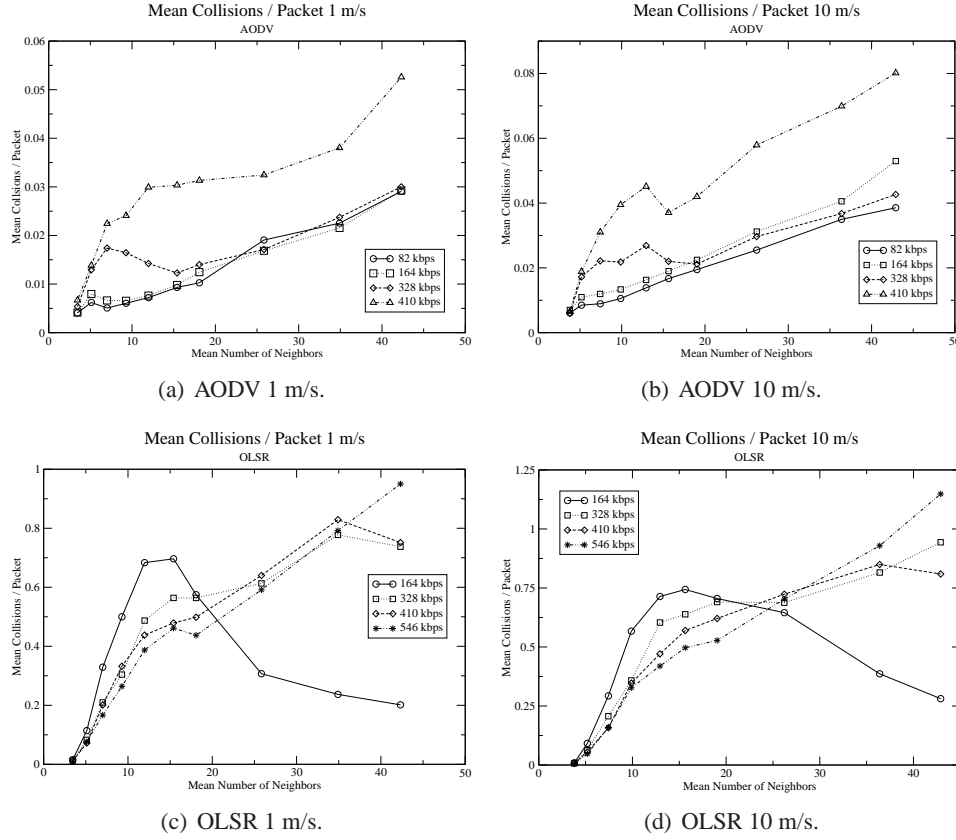 Mean Collisions / Packet 1 m/s
AODV
0.06
0.05
0.04
0.03
0.02
0.01
0
Mean Collisions / Packet
82 kbps
164 kbps
328 kbps
410 kbps
0 10 20 30 40 50
Mean Number of Neighbors
(a) AODV 1 m/s.
Mean Collisions / Packet 10 m/s
AODV
0.08
0.06
0.04
0.02
0
Mean Collisions / Packet
82 kbps
164 kbps
328 kbps
410 kbps
0 10 20 30 40 50
Mean Number of Neighbors
(b) AODV 10 m/s.
Mean Collisions / Packet 1 m/s
OLSR
1
0.8
0.6
0.4
0.2
0
Mean Collisions / Packet
164 kbps
328 kbps
410 kbps
546 kbps
0 10 20 30 40 50
Mean Number of Neighbors
(c) OLSR 1 m/s.
Mean Collions / Packet 10 m/s
OLSR
1.25
1
0.75
0.5
0.25
0
Mean Collisions / Packet
164 kbps
328 kbps
410 kbps
546 kbps
0 10 20 30 40
Mean Number of Neighbors
(d) OLSR 10 m/s.